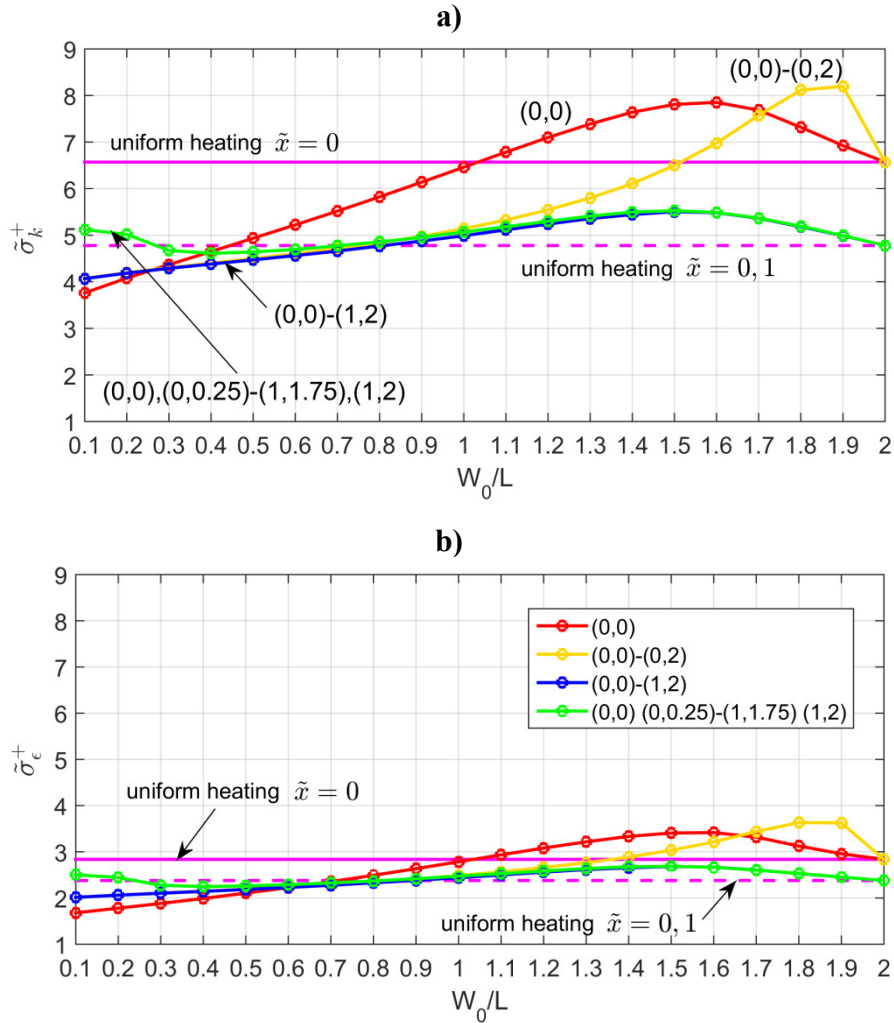 a)
9
8
7
6
5
4
3
2
1
σ̃ₖ⁺
(0,0)-(0,2)
(0,0)
uniform heating x̃ = 0
uniform heating x̃ = 0, 1
(0,0)-(1,2)
(0,0),(0,0.25)-(1,1.75),(1,2)
0.1 0.2 0.3 0.4 0.5 0.6 0.7 0.8 0.9 1 1.1 1.2 1.3 1.4 1.5 1.6 1.7 1.8 1.9 2
W₀/L
b)
9
8
7
6
5
4
3
2
1
σ̃_ϵ⁺
(0,0)
(0,0)-(0,2)
(0,0)-(1,2)
(0,0) (0,0.25)-(1,1.75) (1,2)
uniform heating x̃ = 0
uniform heating x̃ = 0, 1
0.1 0.2 0.3 0.4 0.5 0.6 0.7 0.8 0.9 1 1.1 1.2 1.3 1.4 1.5 1.6 1.7 1.8 1.9 2
W₀/L